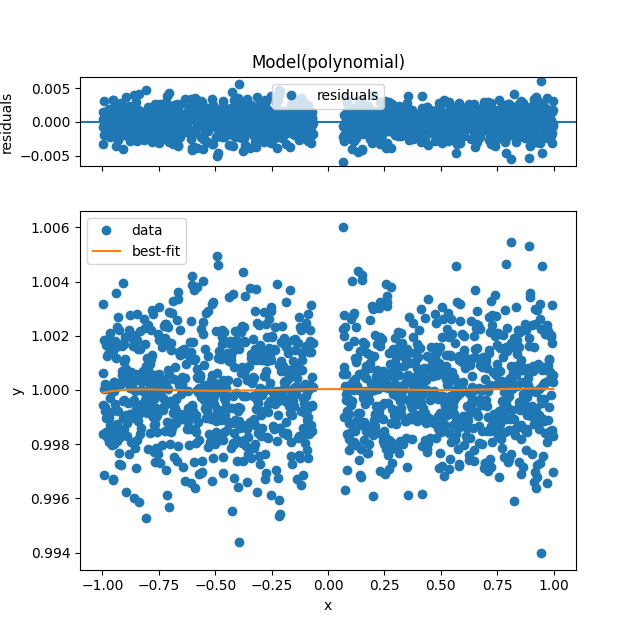 Model(polynomial)
residuals
0.005
0.000
−0.005
residuals
data
best-fit
y
1.006
1.004
1.002
1.000
0.998
0.996
0.994
−1.00 −0.75 −0.50 −0.25 0.00 0.25 0.50 0.75 1.00
x